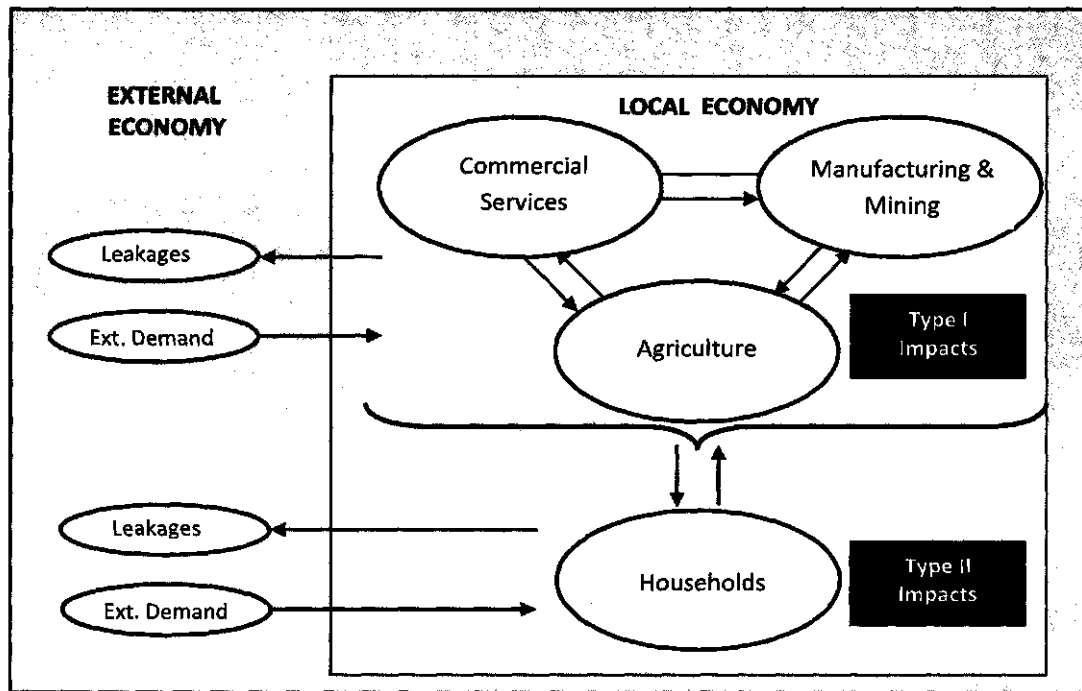 EXTERNAL
ECONOMY
LOCAL ECONOMY
Commercial
Services
Manufacturing &
Mining
Leakages
Ext. Demand
Agriculture
Type I
Impacts
Leakages
Ext. Demand
Households
Type II
Impacts